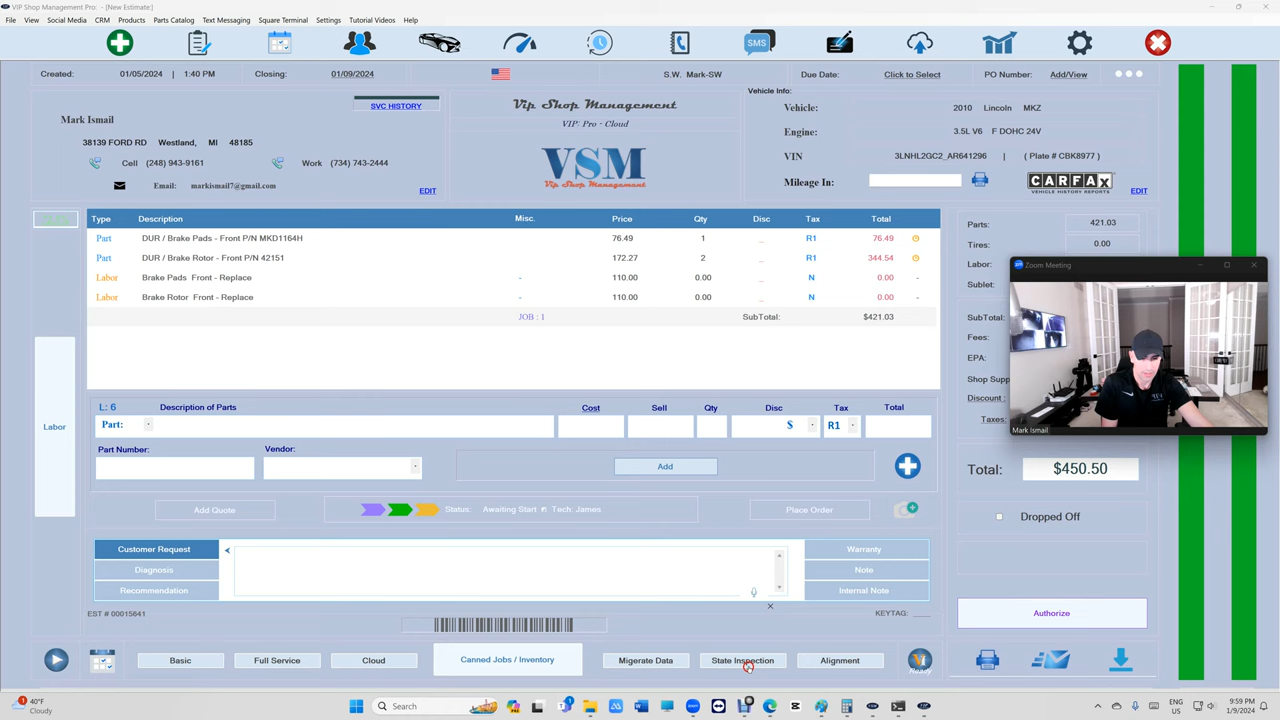 VIP Shop Management Pro: - [New Estimate:]
File View Social Media CRM Products Parts Catalog Text Messaging Square Terminal Settings Tutorial Videos Help
SMS
Created: 01/05/2024 | 1:40 PM Closing: 01/09/2024 S.W. Mark-SW Due Date: Click to Select PO Number: Add/View
SVC HISTORY
Mark Ismail
38139 FORD RD Westland, MI 48185
Cell (248) 943-9161 Work (734) 743-2444
Email: markismail7@gmail.com
EDIT
Vip Shop Management
VIP: Pro - Cloud
VSM
Vip Shop Management
Vehicle Info:
Vehicle: 2010 Lincoln MKZ
Engine: 3.5L V6 F DOHC 24V
VIN 3LNHL2GC2_AR641296 | ( Plate # CBK8977 )
Mileage In:
CARFAX
VEHICLE HISTORY REPORTS
EDIT
Type Description Misc. Price Qty Disc Tax Total
Part DUR / Brake Pads - Front P/N MKD1164H 76.49 1 _ R1 76.49
Part DUR / Brake Rotor - Front P/N 42151 172.27 2 _ R1 344.54
Labor Brake Pads Front - Replace - 110.00 0.00 _ N 0.00 -
Labor Brake Rotor Front - Replace - 110.00 0.00 _ N 0.00 -
JOB : 1 SubTotal: $421.03
Labor
L: 6 Description of Parts Cost Sell Qty Disc Tax Total
Part: $ R1
Part Number: Vendor:
Add
Add Quote Status: Awaiting Start Tech: James Place Order
Customer Request
Diagnosis
Recommendation
Warranty
Note
Internal Note
EST # 00015641 KEYTAG: ____
Basic Full Service Cloud Canned Jobs / Inventory Migerate Data State Inspection Alignment
Ready
Parts: 421.03
Tires: 0.00
Labor:
Sublet:
SubTotal:
Fees:
EPA:
Shop Supp
Discount :
Taxes:
Zoom Meeting
Mark Ismail
Total: $450.50
Dropped Off
Authorize
1
40°F
Cloudy
Search
ENG
US
9:59 PM
1/9/2024